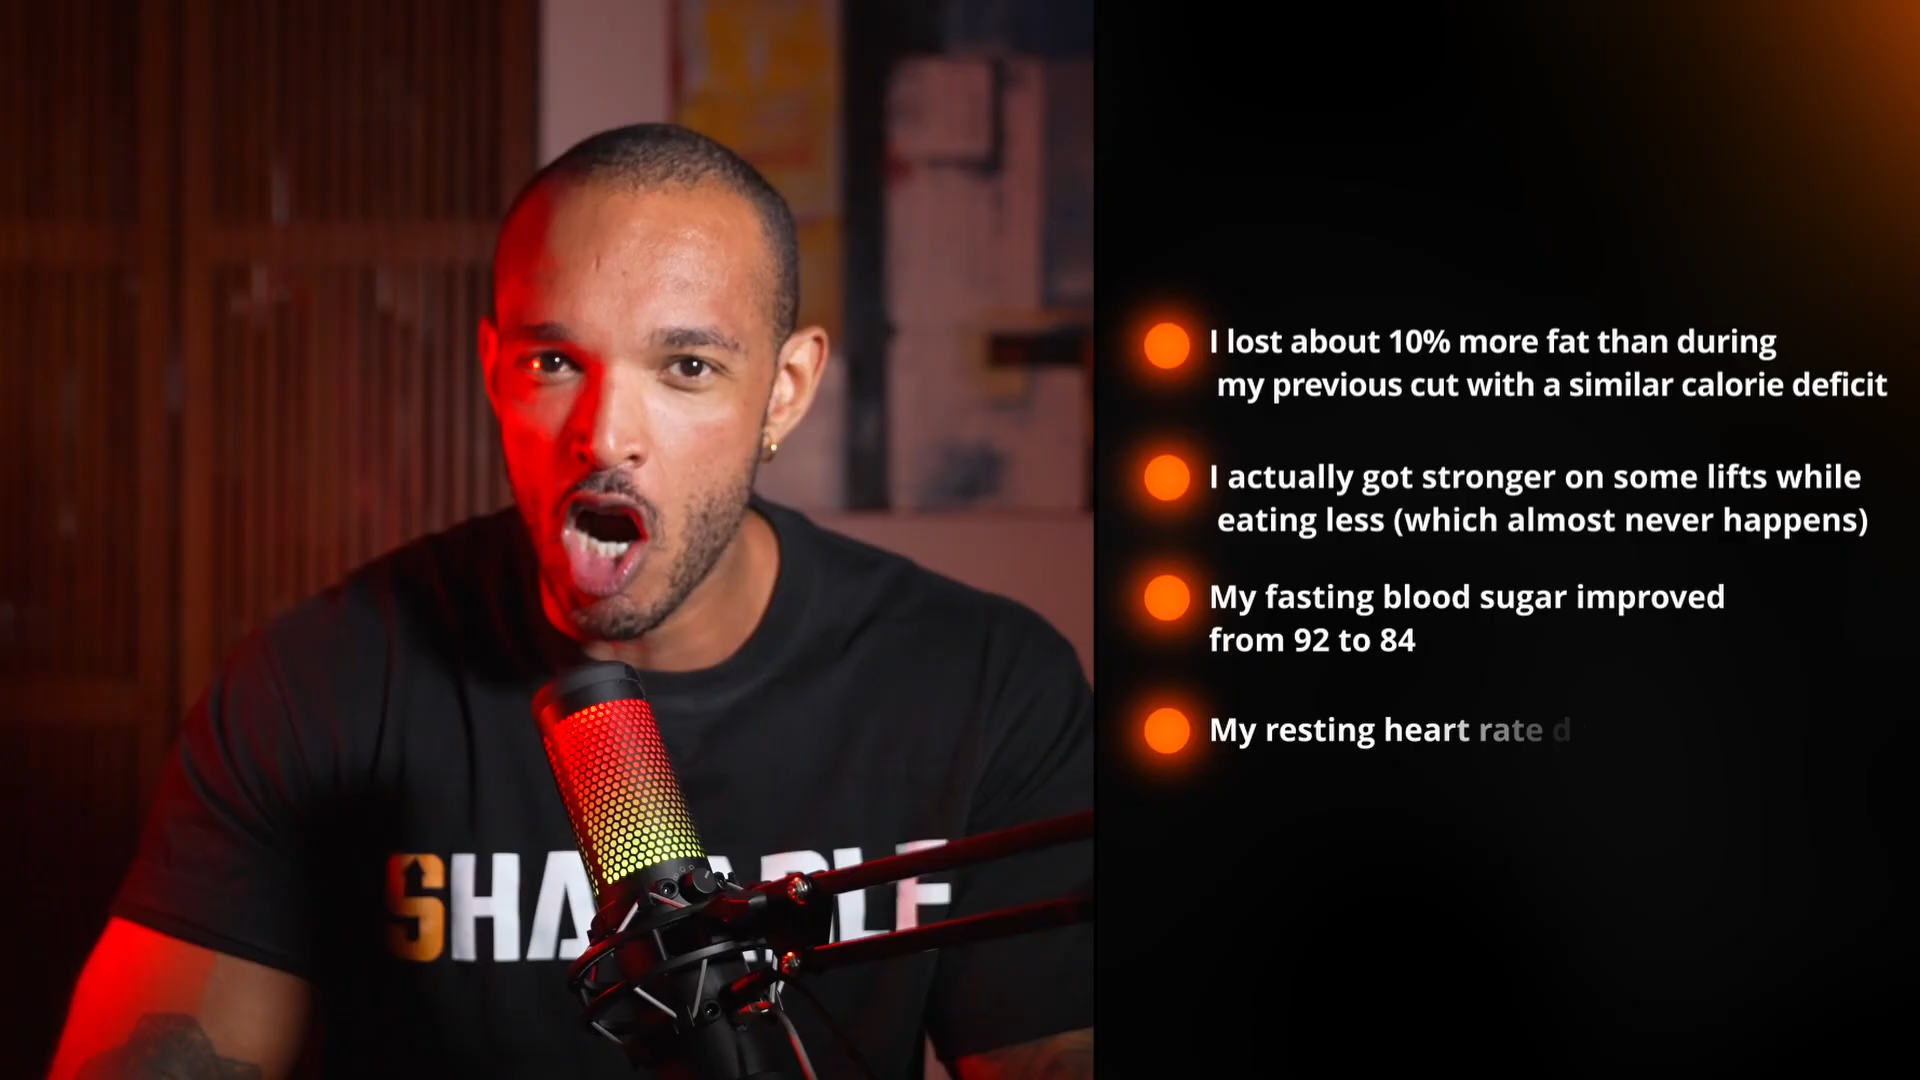 I lost about 10% more fat than during
my previous cut with a similar calorie deficit
I actually got stronger on some lifts while
eating less (which almost never happens)
My fasting blood sugar improved
from 92 to 84
My resting heart rate d